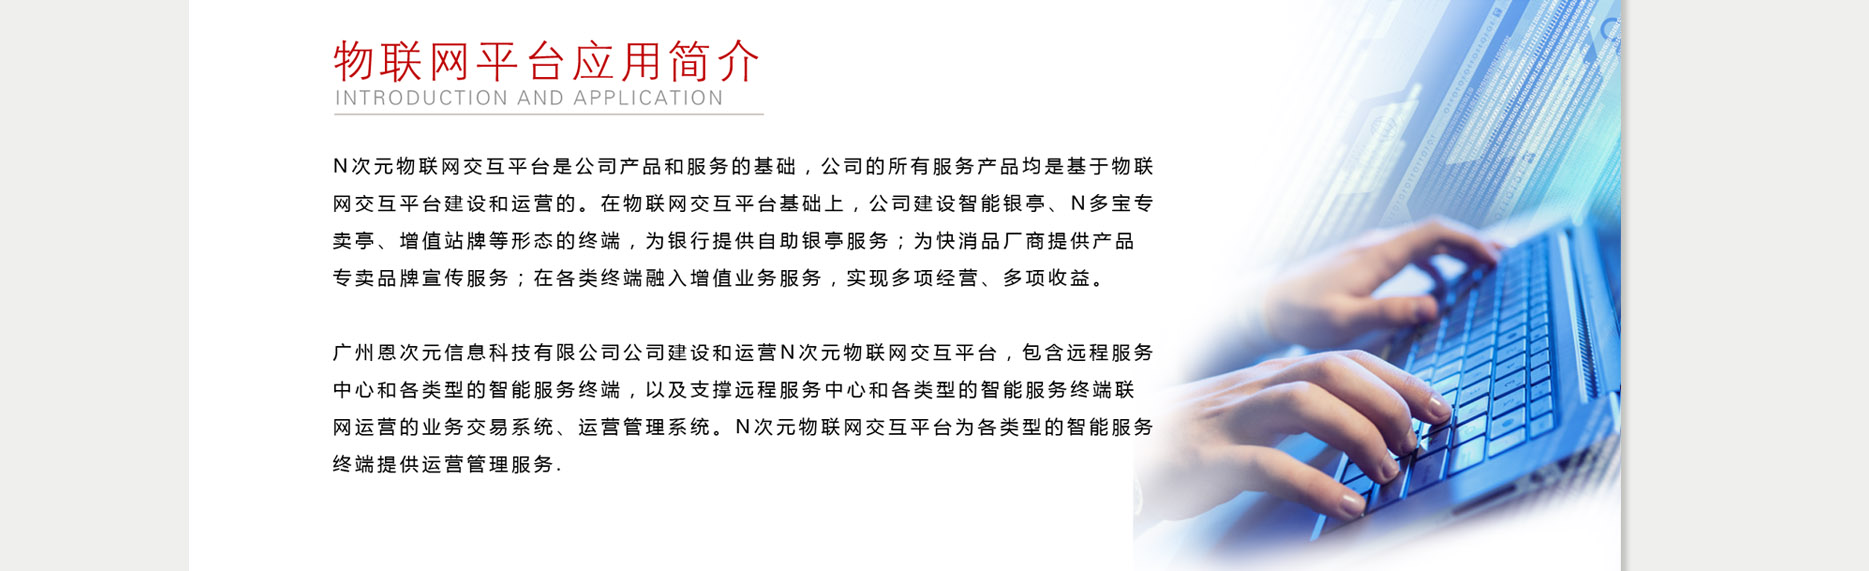 物联网平台应用简介
INTRODUCTION AND APPLICATION
N次元物联网交互平台是公司产品和服务的基础，公司的所有服务产品均是基于物联
网交互平台建设和运营的。在物联网交互平台基础上，公司建设智能银亭、N多宝专
卖亭、增值站牌等形态的终端，为银行提供自助银亭服务；为快消品厂商提供产品
专卖品牌宣传服务；在各类终端融入增值业务服务，实现多项经营、多项收益。
广州恩次元信息科技有限公司公司建设和运营N次元物联网交互平台，包含远程服务
中心和各类型的智能服务终端，以及支撑远程服务中心和各类型的智能服务终端联
网运营的业务交易系统、运营管理系统。N次元物联网交互平台为各类型的智能服务
终端提供运营管理服务.